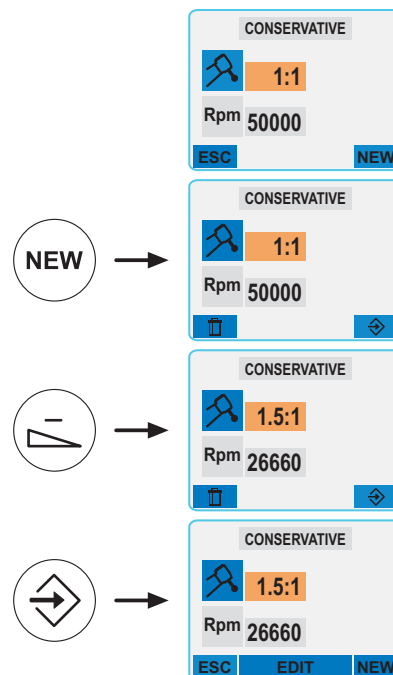 CONSERVATIVE
1:1
Rpm 50000
ESC NEW
NEW
CONSERVATIVE
1:1
Rpm 50000
CONSERVATIVE
1.5:1
Rpm 26660
CONSERVATIVE
1.5:1
Rpm 26660
ESC EDIT NEW